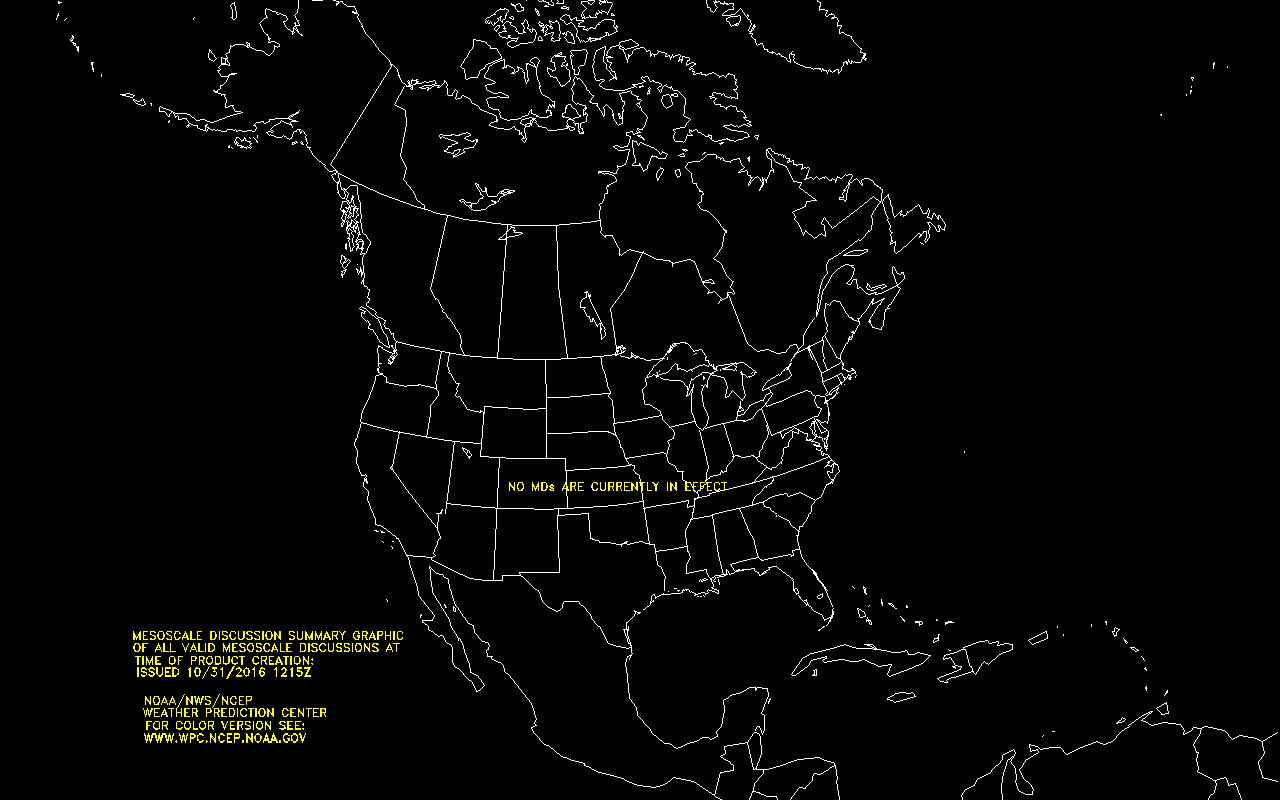 NO MDs ARE CURRENTLY IN EFFECT
MESOSCALE DISCUSSION SUMMARY GRAPHIC
OF ALL VALID MESOSCALE DISCUSSIONS AT
TIME OF PRODUCT CREATION:
ISSUED 10/31/2016 1215Z
NOAA/NWS/NCEP
WEATHER PREDICTION CENTER
FOR COLOR VERSION SEE:
WWW.WPC.NCEP.NOAA.GOV